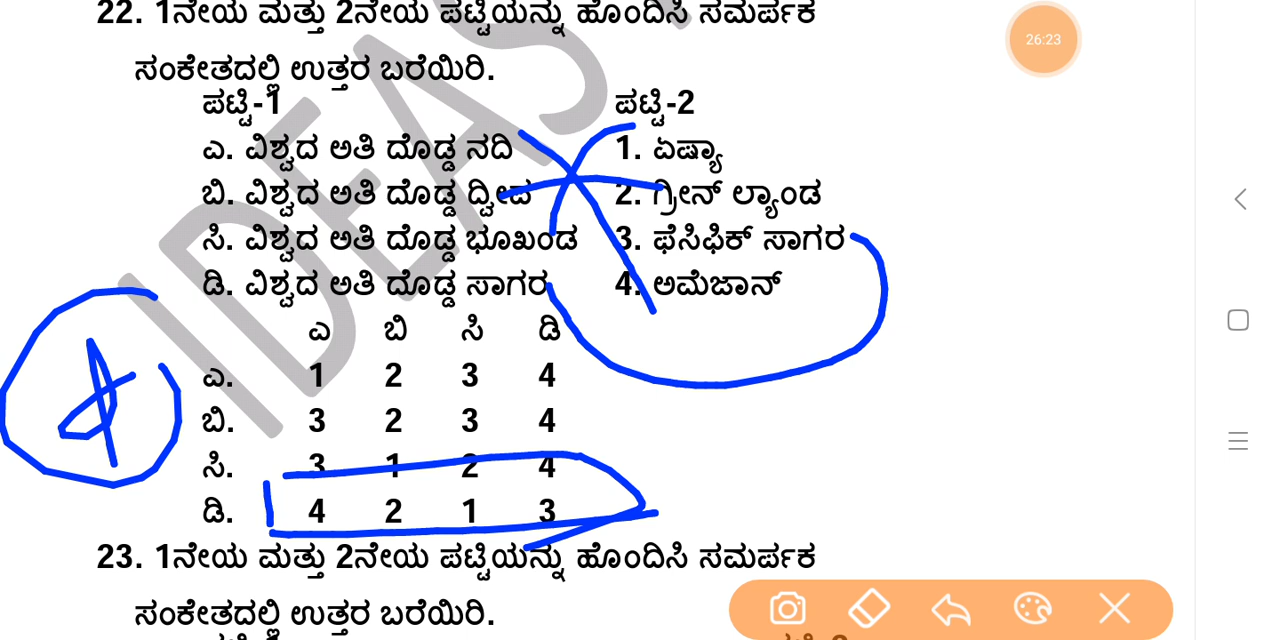 22. 1ನೇಯ ಮತ್ತು 2ನೇಯ ಪಟ್ಟಿಯನ್ನು ಹೊಂದಿಸಿ ಸಮರ್ಪಕ
26:23
ಸಂಕೇತದಲ್ಲಿ ಉತ್ತರ ಬರೆಯಿರಿ.
ಪಟ್ಟಿ-1 ಪಟ್ಟಿ-2
ಎ. ವಿಶ್ವದ ಅತಿ ದೊಡ್ಡ ನದಿ 1. ಏಷ್ಯಾ
ಬಿ. ವಿಶ್ವದ ಅತಿ ದೊಡ್ಡ ದ್ವೀಪ 2. ಗ್ರೀನ್ ಲ್ಯಾಂಡ
ಸಿ. ವಿಶ್ವದ ಅತಿ ದೊಡ್ಡ ಭೂಖಂಡ 3. ಫೆಸಿಫಿಕ್ ಸಾಗರ
ಡಿ. ವಿಶ್ವದ ಅತಿ ದೊಡ್ಡ ಸಾಗರ 4. ಅಮೆಜಾನ್
ಎ ಬಿ ಸಿ ಡಿ
ಎ. 1 2 3 4
ಬಿ. 3 2 3 4
ಸಿ. 3 1 2 4
ಡಿ. 4 2 1 3
23. 1ನೇಯ ಮತ್ತು 2ನೇಯ ಪಟ್ಟಿಯನ್ನು ಹೊಂದಿಸಿ ಸಮರ್ಪಕ
ಸಂಕೇತದಲ್ಲಿ ಉತ್ತರ ಬರೆಯಿರಿ.
IDEAS